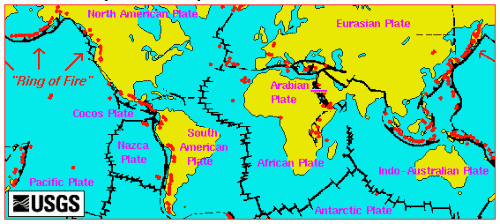 North American Plate
Eurasian Plate
"Ring of Fire"
Arabian
Plate
Cocos Plate
Nazca
Plate
South
American
Plate
African Plate
Indo-Australian Plate
Pacific Plate
Antarctic Plate
USGS